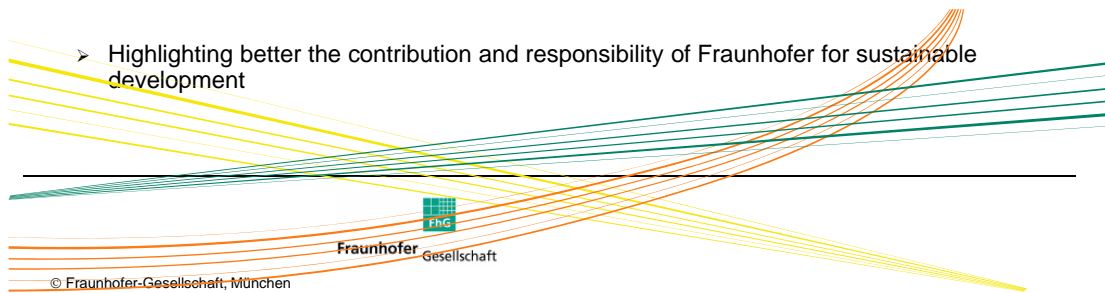 ➢ Highlighting better the contribution and responsibility of Fraunhofer for sustainable
development
FhG
Fraunhofer Gesellschaft
© Fraunhofer-Gesellschaft, München